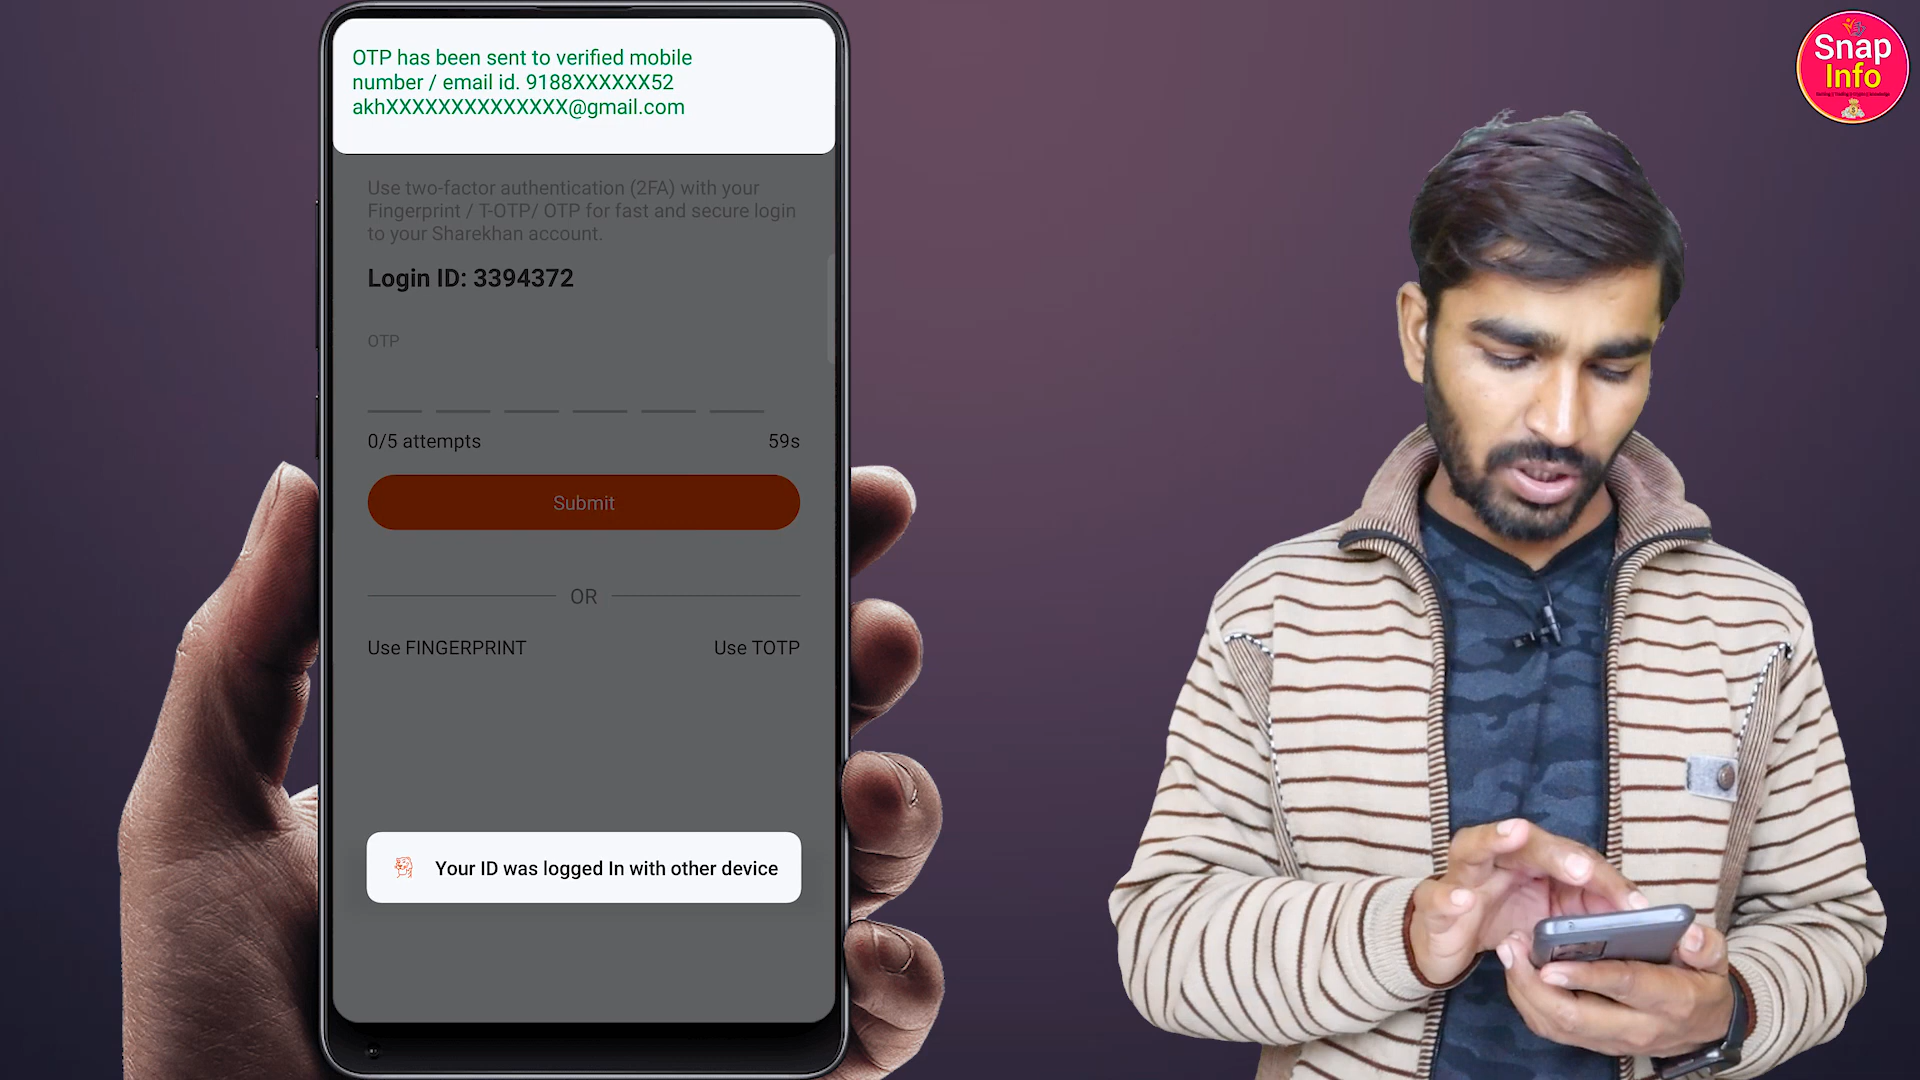 OTP has been sent to verified mobile
number / email id. 9188XXXXXX52
akhXXXXXXXXXXXXXX@gmail.com
Use two-factor authentication (2FA) with your
Fingerprint / T-OTP/ OTP for fast and secure login
to your Sharekhan account.
Login ID: 3394372
OTP
0/5 attempts 59s
Submit
OR
Use FINGERPRINT Use TOTP
Your ID was logged In with other device
Snap
Info